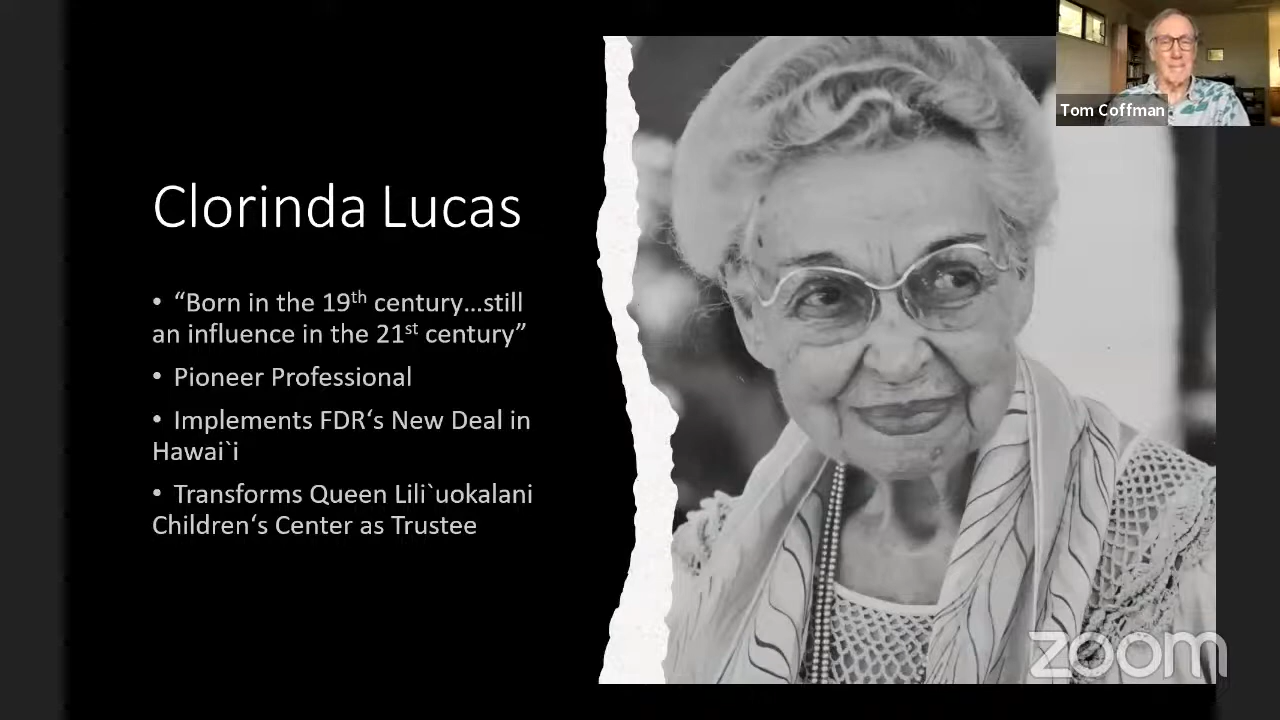 Tom Coffman
Clorinda Lucas
• “Born in the 19th century...still
an influence in the 21st century”
• Pioneer Professional
• Implements FDR‘s New Deal in
Hawai`i
• Transforms Queen Lili`uokalani
Children‘s Center as Trustee
zoom